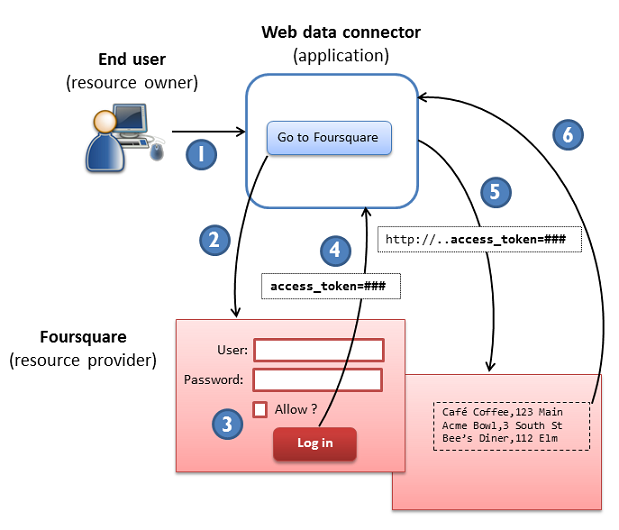 Web data connector
(application)
End user
(resource owner)
Go to Foursquare
1
2
3
4
5
6
http://..access_token=###
access_token=###
Foursquare
(resource provider)
User:
Password:
Allow ?
Log in
Café Coffee,123 Main
Acme Bowl,3 South St
Bee's Diner,112 Elm